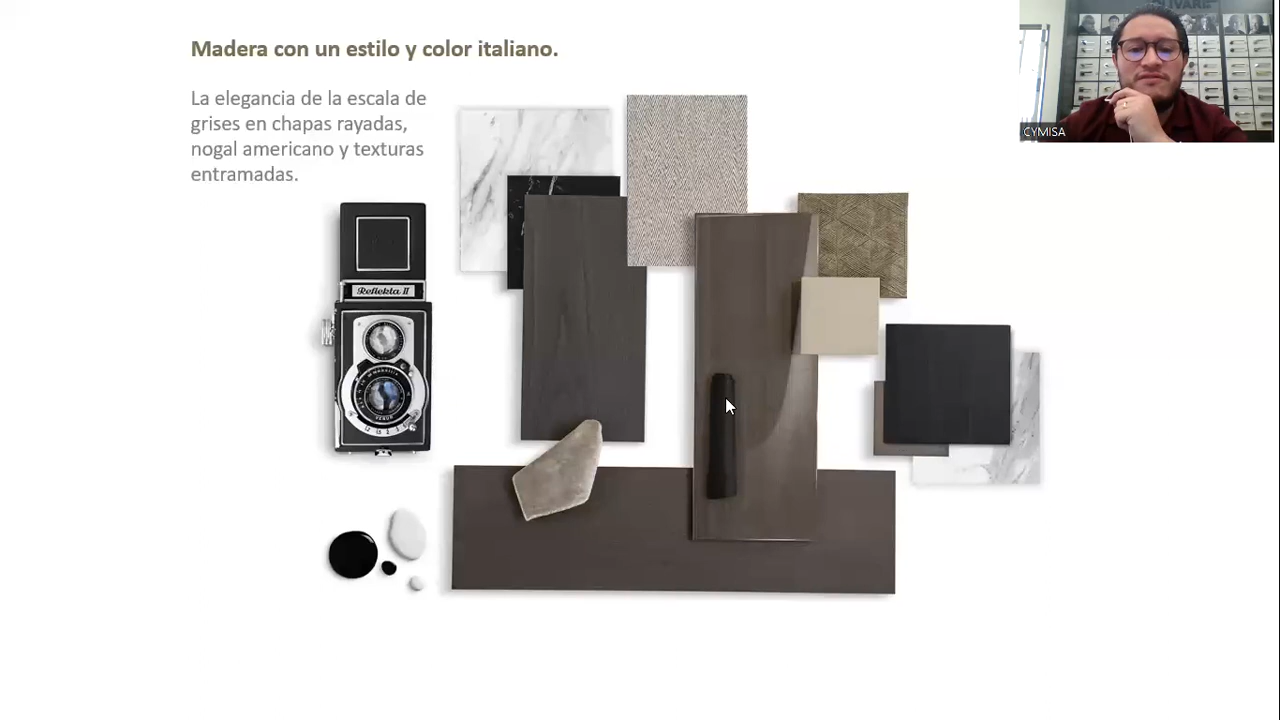 Madera con un estilo y color italiano.
La elegancia de la escala de
grises en chapas rayadas,
nogal americano y texturas
entramadas.
Reflekta II
CYMISA